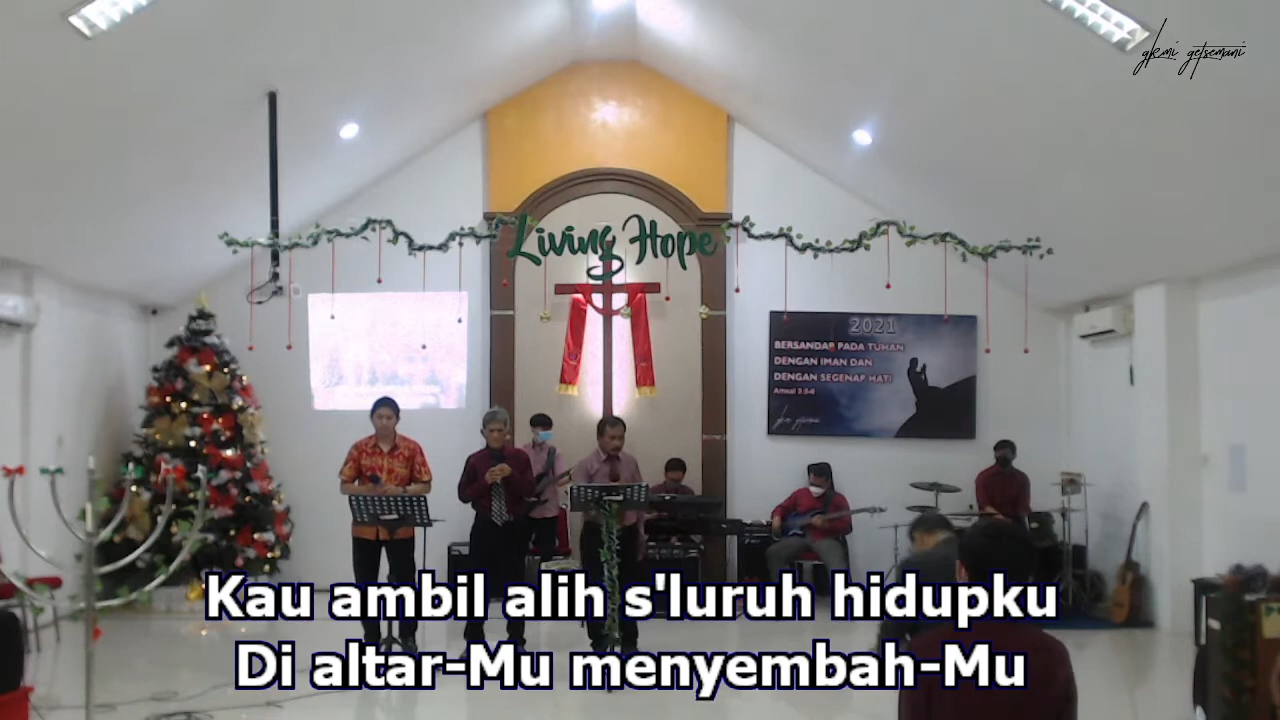 gkmi getsemani
Living Hope
2021
BERSANDAR PADA TUHAN
DENGAN IMAN DAN
DENGAN SEGENAP HATI
Amsal 3:5-6
Kau ambil alih s'luruh hidupku
Di altar-Mu menyembah-Mu